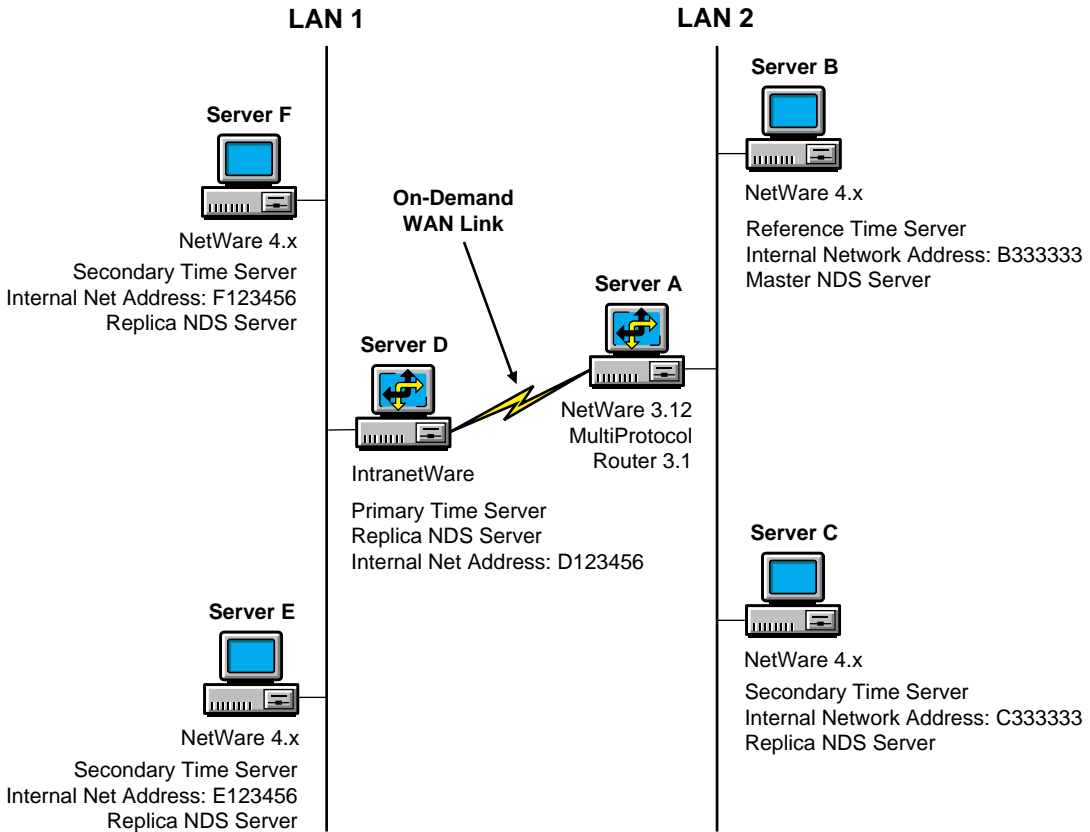 LAN 1
LAN 2
Server F
NetWare 4.x
Secondary Time Server
Internal Net Address: F123456
Replica NDS Server
On-Demand
WAN Link
Server B
NetWare 4.x
Reference Time Server
Internal Network Address: B333333
Master NDS Server
Server A
NetWare 3.12
MultiProtocol
Router 3.1
Server D
IntranetWare
Primary Time Server
Replica NDS Server
Internal Net Address: D123456
Server C
NetWare 4.x
Secondary Time Server
Internal Network Address: C333333
Replica NDS Server
Server E
NetWare 4.x
Secondary Time Server
Internal Net Address: E123456
Replica NDS Server